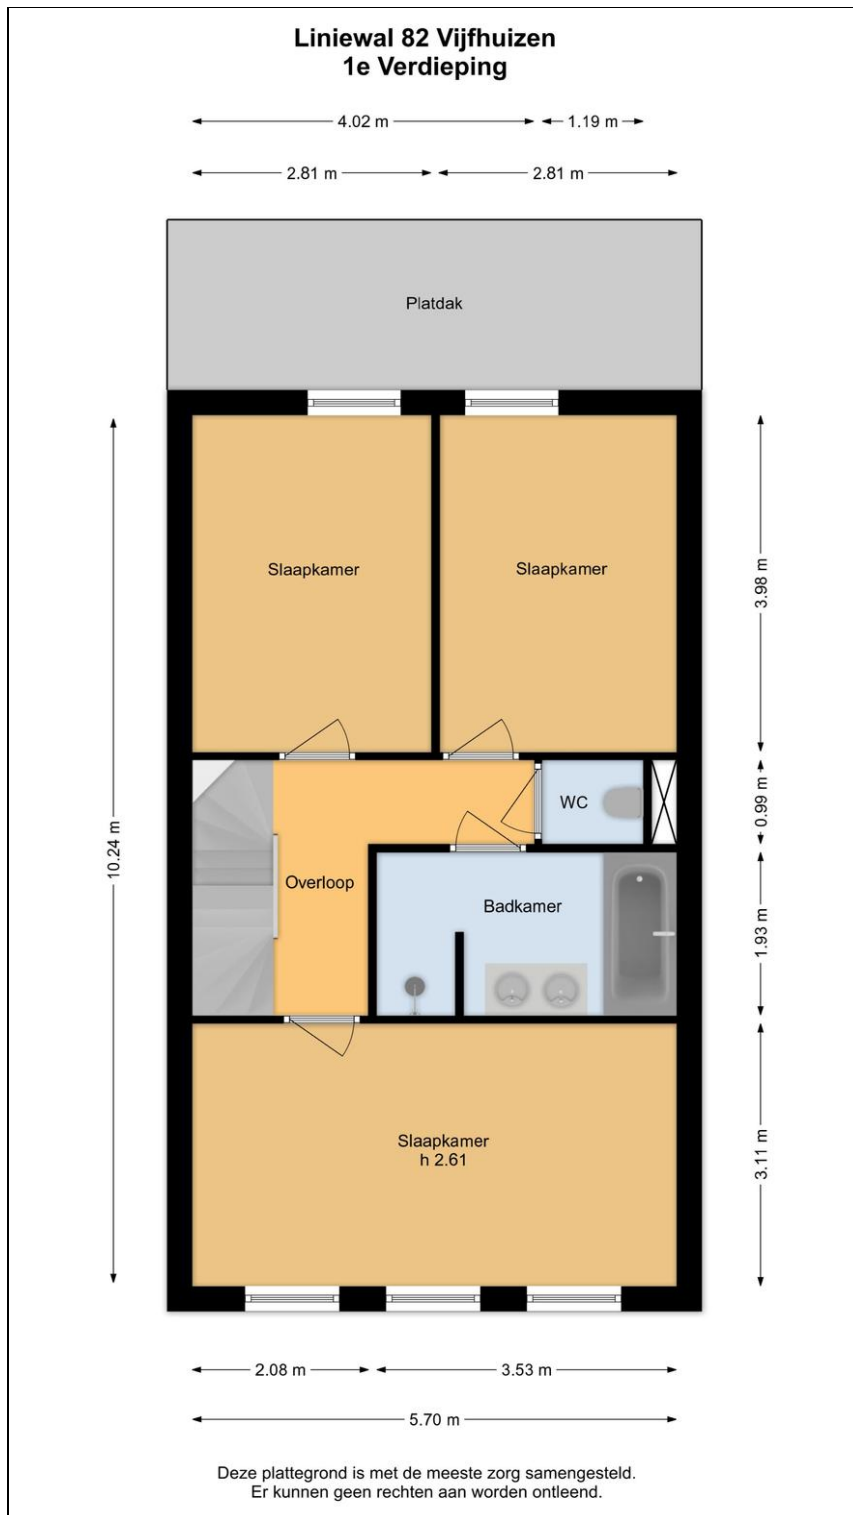 Liniewal 82 Vijfhuizen
1e Verdieping
4.02 m
1.19 m
2.81 m
2.81 m
Platdak
Slaapkamer
Slaapkamer
3.98 m
10.24 m
WC
0.99 m
Overloop
Badkamer
1.93 m
Slaapkamer
h 2.61
3.11 m
2.08 m
3.53 m
5.70 m
Deze plattegrond is met de meeste zorg samengesteld.
Er kunnen geen rechten aan worden ontleend.